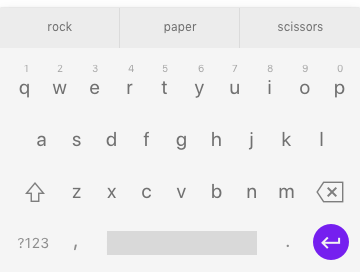 rock paper scissors
1 2 3 4 5 6 7 8 9 0
q w e r t y u i o p
a s d f g h j k l
z x c v b n m
?123 , .